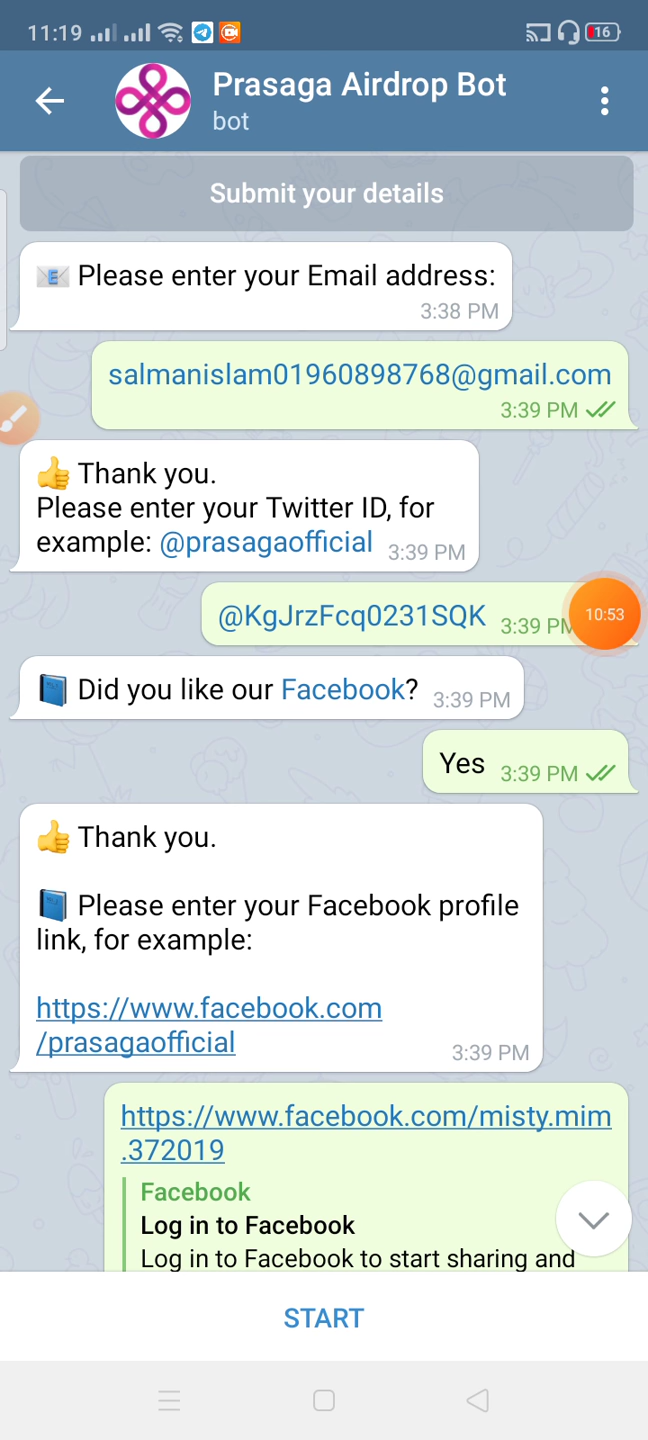 11:19
16
Prasaga Airdrop Bot
bot
Submit your details
📧 Please enter your Email address:
3:38 PM
salmanislam01960898768@gmail.com
3:39 PM
👍 Thank you.
Please enter your Twitter ID, for
example: @prasagaofficial 3:39 PM
@KgJrzFcq0231SQK 3:39 PM
10:53
📘 Did you like our Facebook? 3:39 PM
Yes 3:39 PM
👍 Thank you.
📘 Please enter your Facebook profile
link, for example:
https://www.facebook.com
/prasagaofficial
3:39 PM
https://www.facebook.com/misty.mim
.372019
Facebook
Log in to Facebook
Log in to Facebook to start sharing and
START